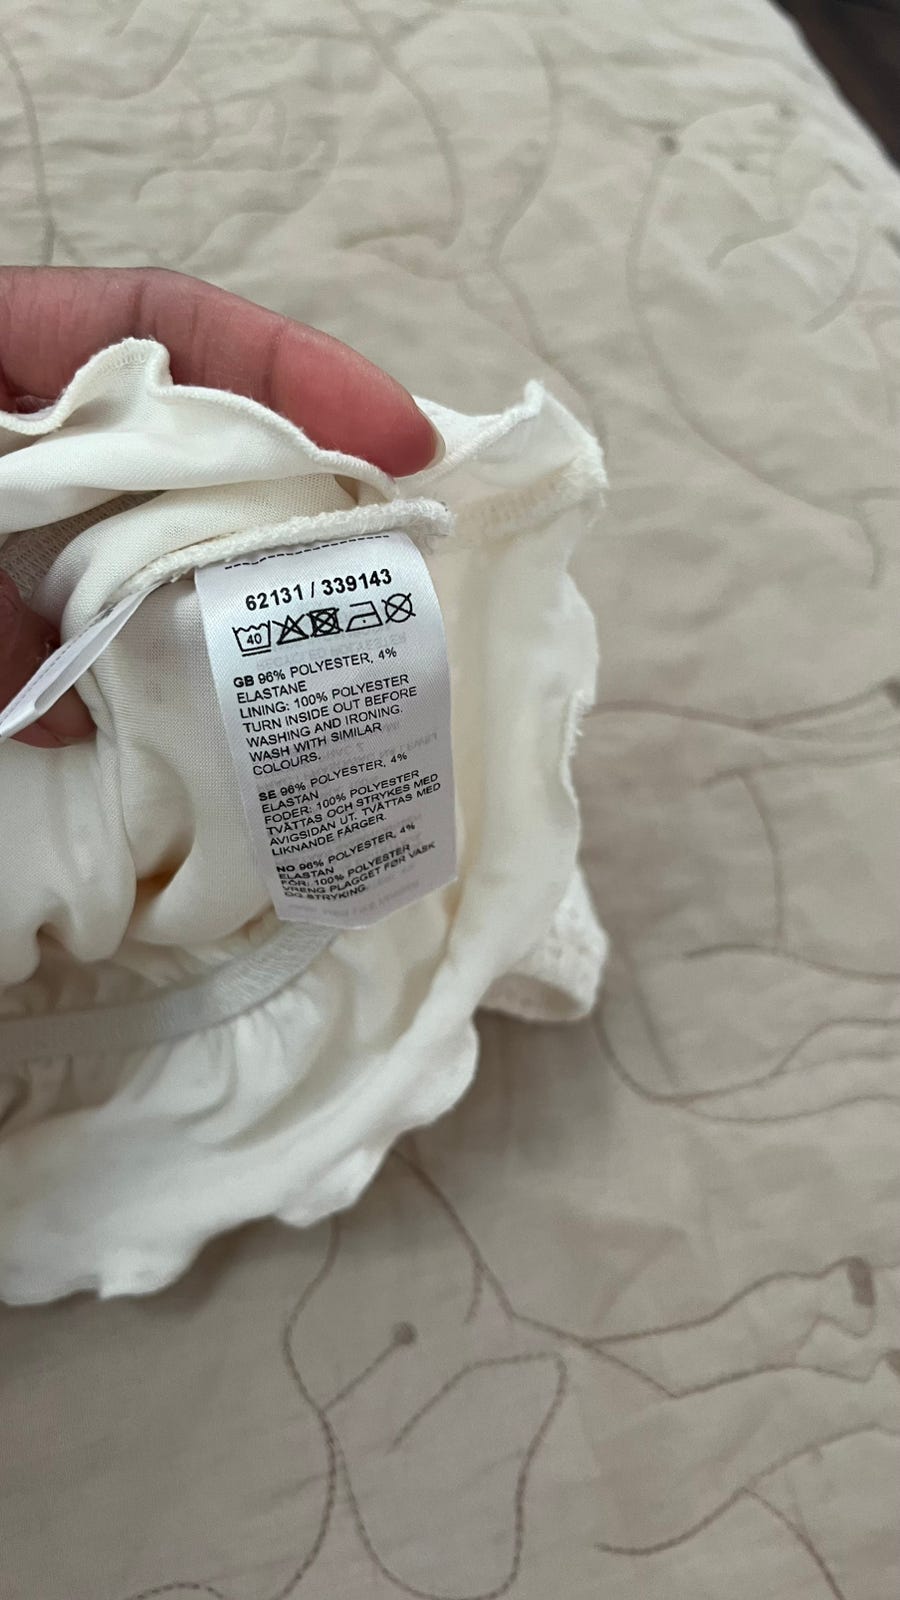 62131 / 339143
40
GB 96% POLYESTER, 4%
ELASTANE
LINING: 100% POLYESTER
TURN INSIDE OUT BEFORE
WASHING AND IRONING.
WASH WITH SIMILAR
COLOURS.
SE 96% POLYESTER, 4%
ELASTAN
FODER: 100% POLYESTER
TVÄTTAS OCH STRYKES MED
AVIGSIDAN UT. TVÄTTAS MED
LIKNANDE FÄRGER.
NO 96% POLYESTER, 4%
ELASTAN
FÔR: 100% POLYESTER
VRENG PLAGGET FØR VASK
OG STRYKING.